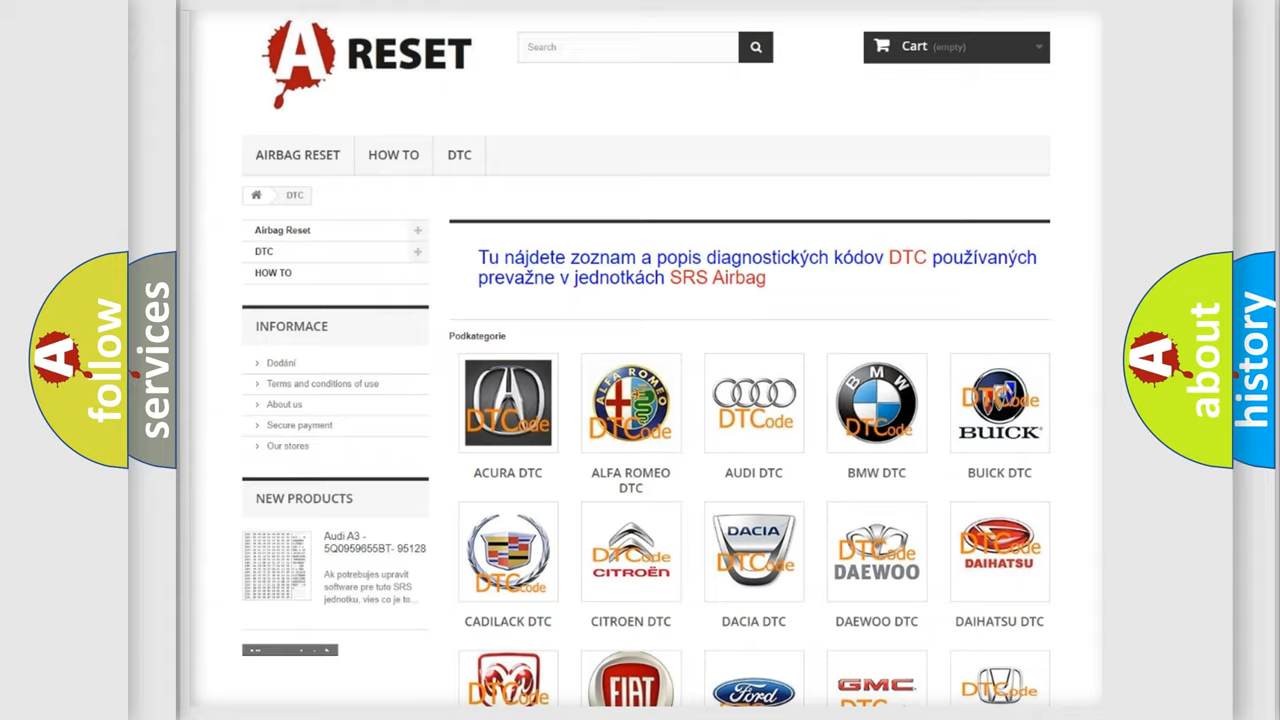 A RESET
Search
Cart (empty)
AIRBAG RESET
HOW TO
DTC
DTC
Airbag Reset
DTC
HOW TO
INFORMACE
Dodání
Terms and conditions of use
About us
Secure payment
Our stores
NEW PRODUCTS
Audi A3 -
5Q0959655BT- 95128
Ak potrebujes upravit
software pre tuto SRS
jednotku, vies co je to...
Tu nájdete zoznam a popis diagnostických kódov DTC používaných
prevažne v jednotkách SRS Airbag
Podkategorie
DTCode
ALFA ROMEO
DTCode
DTCode
BMW
DTCode
DTCode
BUICK
ACURA DTC
ALFA ROMEO
DTC
AUDI DTC
BMW DTC
BUICK DTC
DTCode
DTCode
CITROËN
DACIA
DTCode
DTCode
DAEWOO
DTCode
DAIHATSU
CADILACK DTC
CITROEN DTC
DACIA DTC
DAEWOO DTC
DAIHATSU DTC
DTCode
FIAT
Ford
GMC
DTCode
A follow
services
A about
history